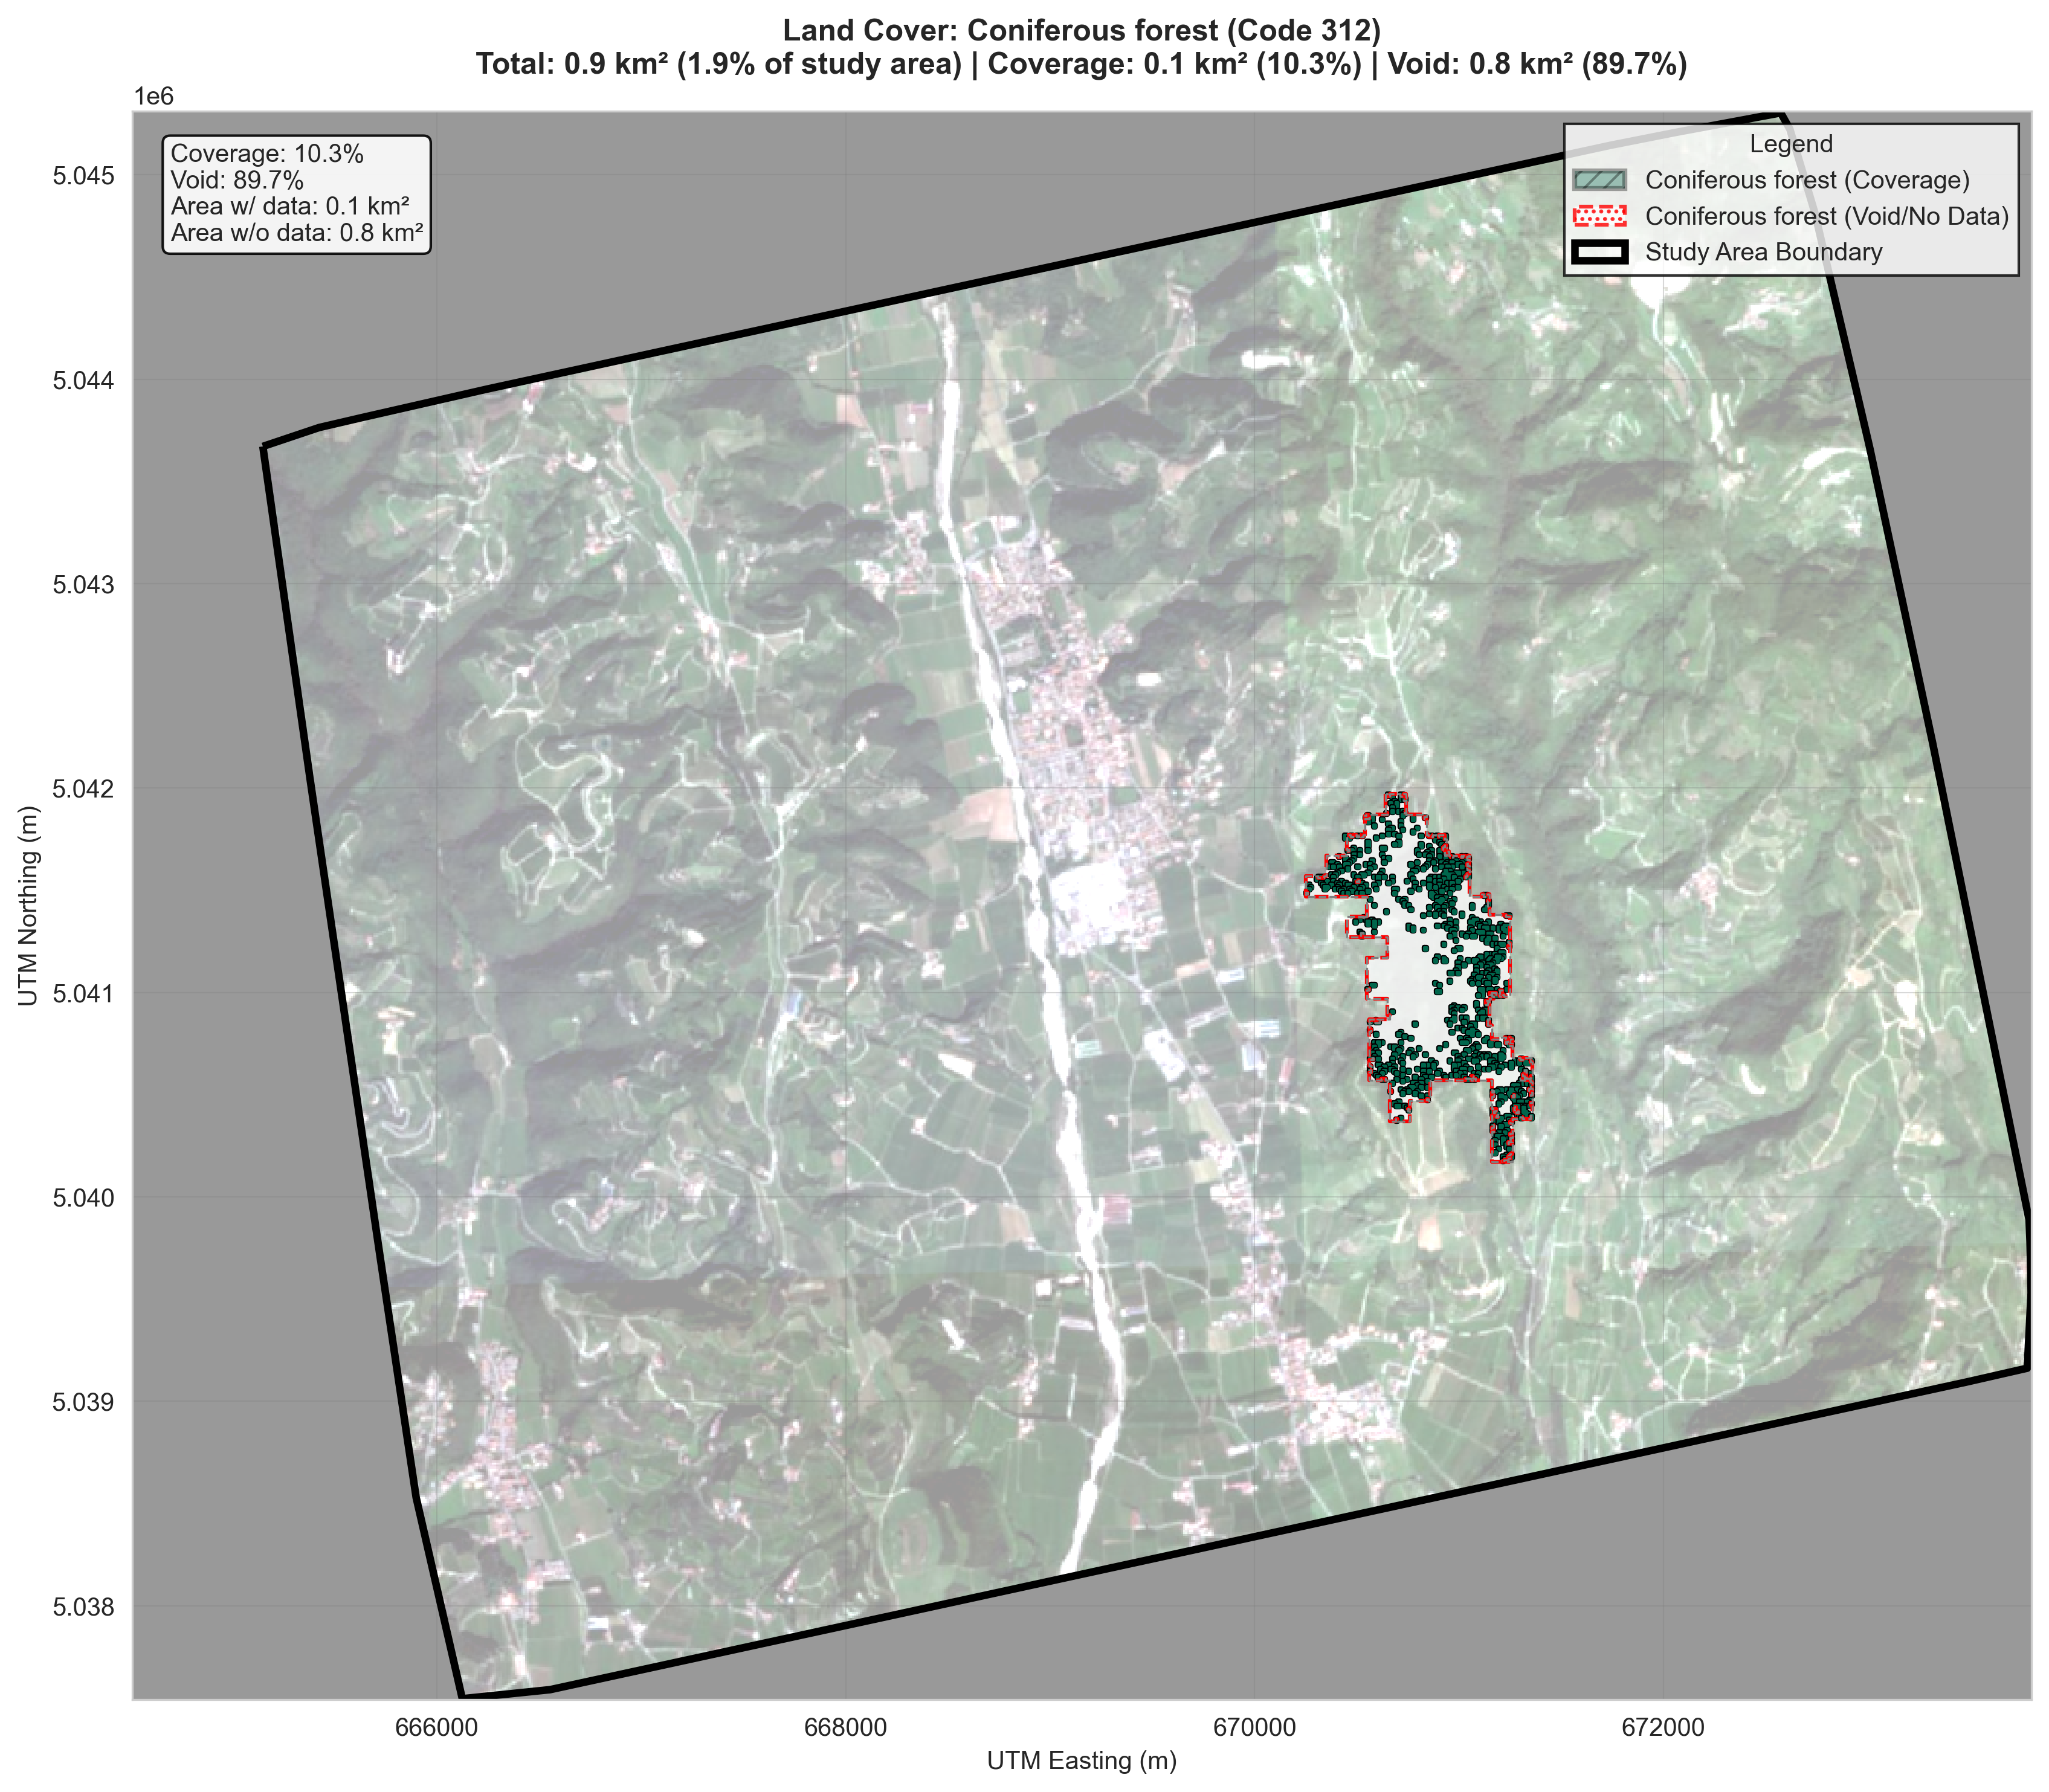 Land Cover: Coniferous forest (Code 312)
Total: 0.9 km² (1.9% of study area) | Coverage: 0.1 km² (10.3%) | Void: 0.8 km² (89.7%)
1e6
Coverage: 10.3%
Void: 89.7%
Area w/ data: 0.1 km²
Area w/o data: 0.8 km²
Legend
Coniferous forest (Coverage)
Coniferous forest (Void/No Data)
Study Area Boundary
5.045
5.044
5.043
5.042
5.041
5.040
5.039
5.038
UTM Northing (m)
666000
668000
670000
672000
UTM Easting (m)